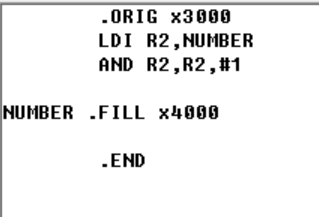 .ORIG x3000
LDI R2,NUMBER
AND R2,R2,#1
NUMBER .FILL x4000
.END